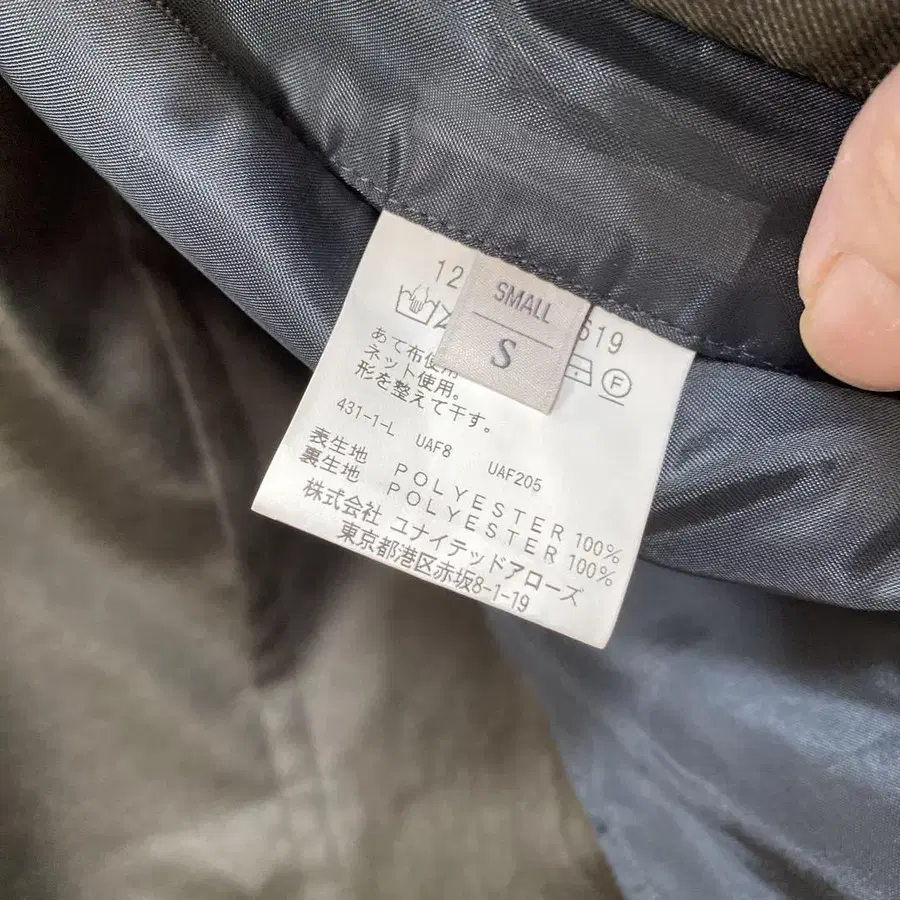 12
SMALL
S
619
F
あて布使用
ネット使用。
形を整えて干す。
431-1-L UAF8 UAF205
表生地 POLYESTER 100%
裏生地 POLYESTER 100%
株式会社 ユナイテッドアローズ
東京都港区赤坂8-1-19